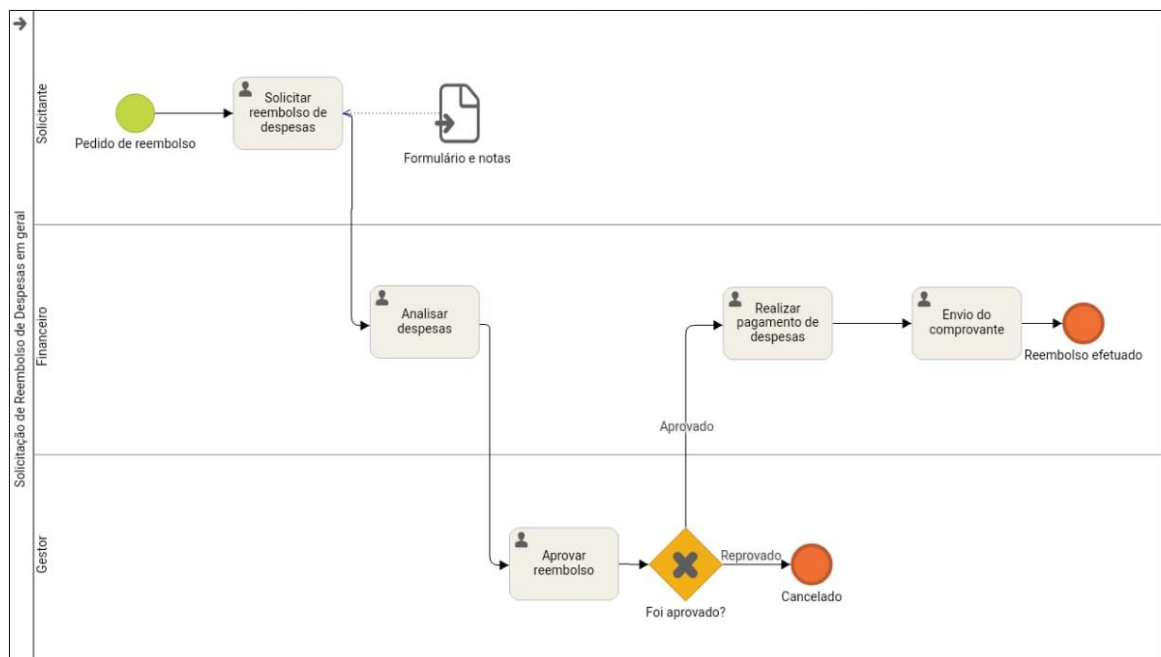 Solicitação de Reembolso de Despesas em geral
Solicitante
Pedido de reembolso
Solicitar
reembolso de
despesas
Formulário e notas
Financeiro
Analisar
despesas
Realizar
pagamento de
despesas
Envio do
comprovante
Reembolso efetuado
Aprovado
Gestor
Aprovar
reembolso
Foi aprovado?
Reprovado
Cancelado